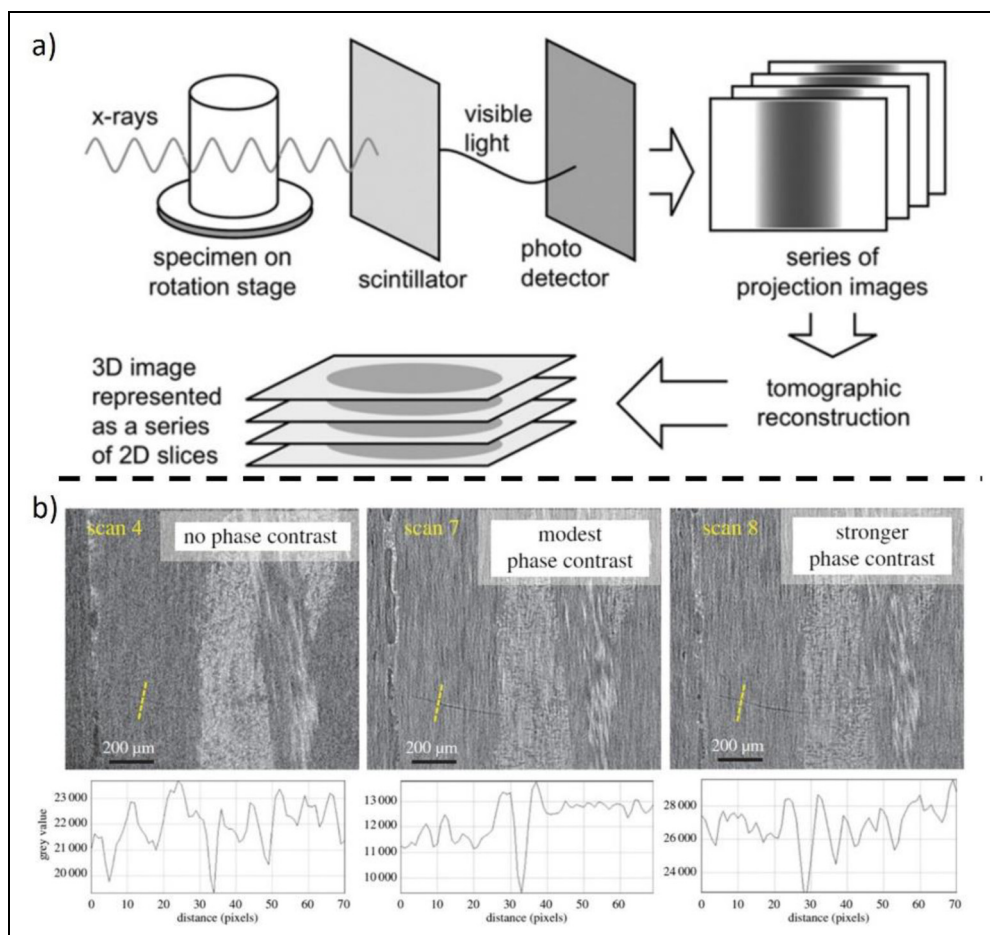 a)
x-rays
visible
light
specimen on
rotation stage
scintillator
photo
detector
series of
projection images
3D image
represented
as a series
of 2D slices
tomographic
reconstruction
b)
scan 4
no phase contrast
200 µm
scan 7
modest
phase contrast
200 µm
scan 8
stronger
phase contrast
200 µm
grey value
23 000
22 000
21 000
20 000
0 10 20 30 40 50 60 70
distance (pixels)
13 000
12 000
11 000
10 000
0 10 20 30 40 50 60
distance (pixels)
28 000
26 000
24 000
0 10 20 30 40 50 60 70
distance (pixels)